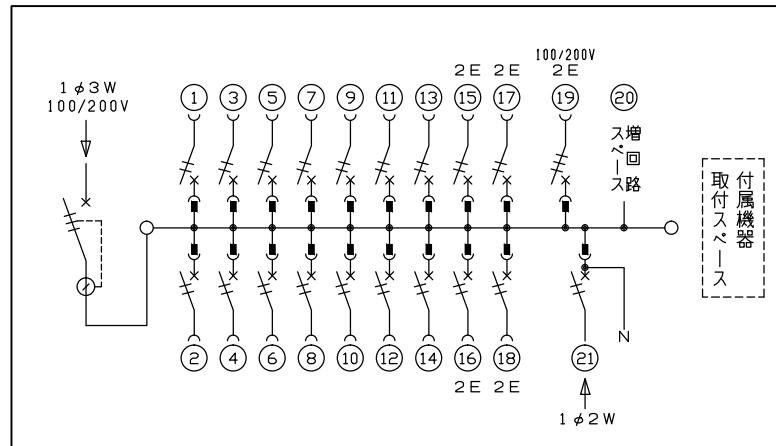 1φ3W
100/200V
100/200V
2E 2E 2E
① ③ ⑤ ⑦ ⑨ ⑪ ⑬ ⑮ ⑰ ⑲ ⑳
増回路
スペース
付属機器
取付スペース
N
② ④ ⑥ ⑧ ⑩ ⑫ ⑭ ⑯ ⑱ ㉑
2E 2E
1φ2W